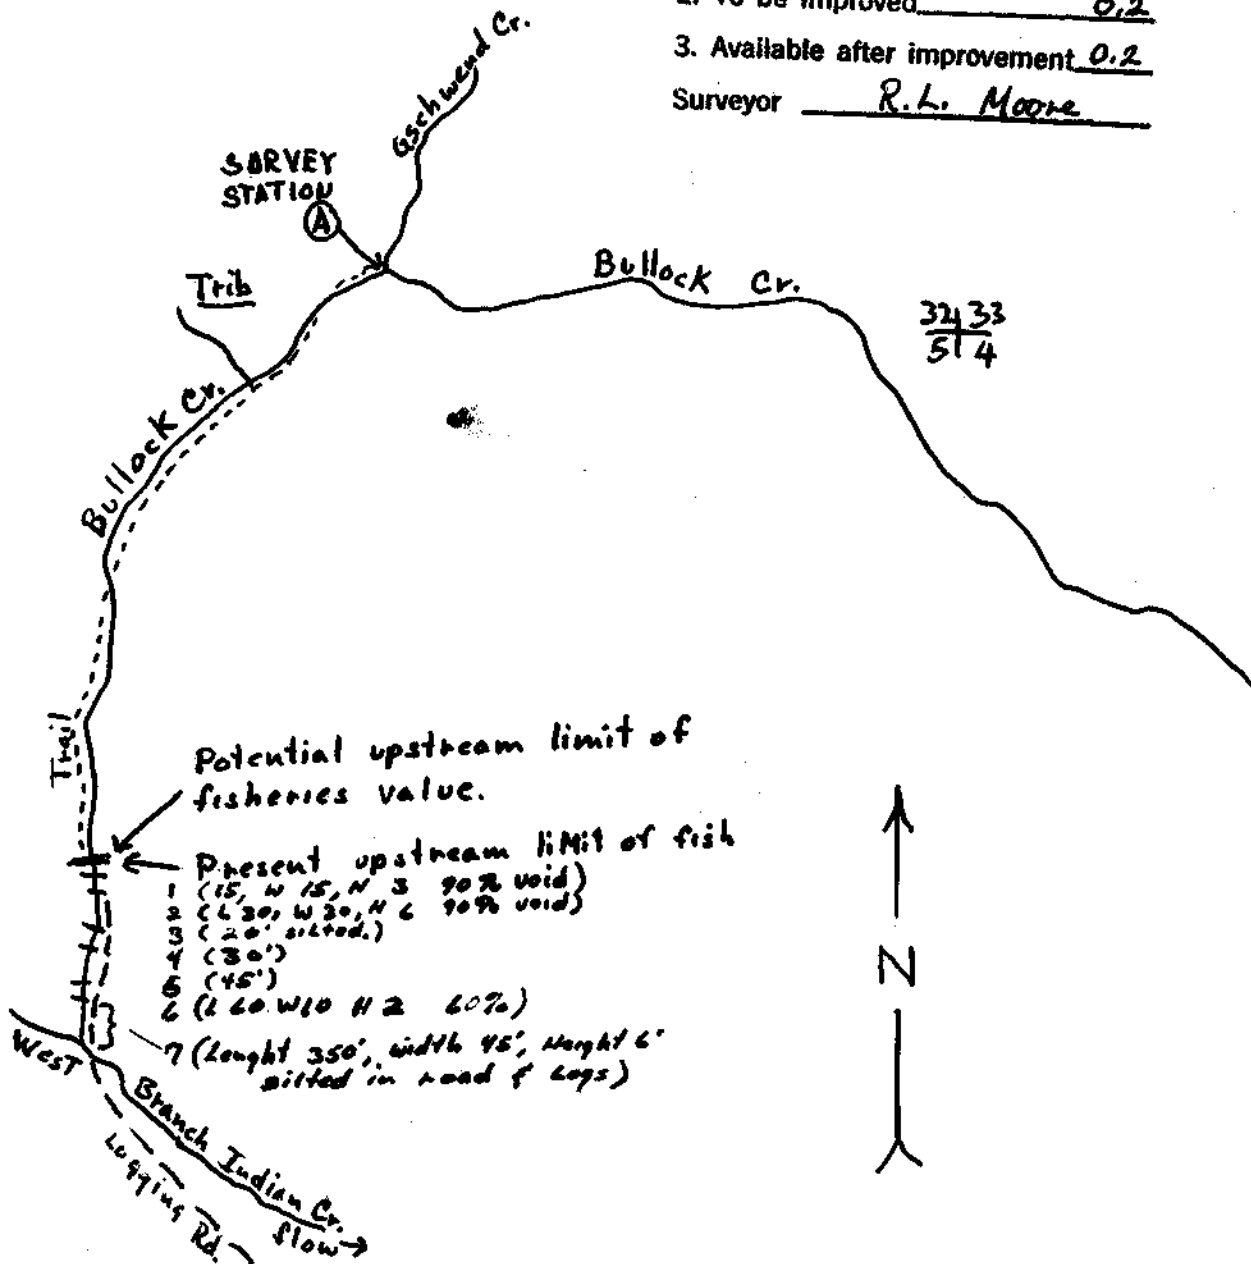 2. To be improved 0.2
3. Available after improvement 0.2
Surveyor R.L. Moore
Gschwend Cr.
SURVEY
STATION
A
Trib
Bullock Cr.
32 33
5 4
Bullock Cr.
Trail
Potential upstream limit of
fisheries value.
Present upstream limit of fish
1 (15, W 15, H 3 90% void)
2 (L 30, W 30, H 6 90% void)
3 (20' silted.)
4 (30')
5 (45')
6 (L 60 W10 H 2 60%)
7 (Lenght 350', width 45', Height 6'
silted in road & Logs)
N
West Branch Indian Cr.
flow
Logging Rd.